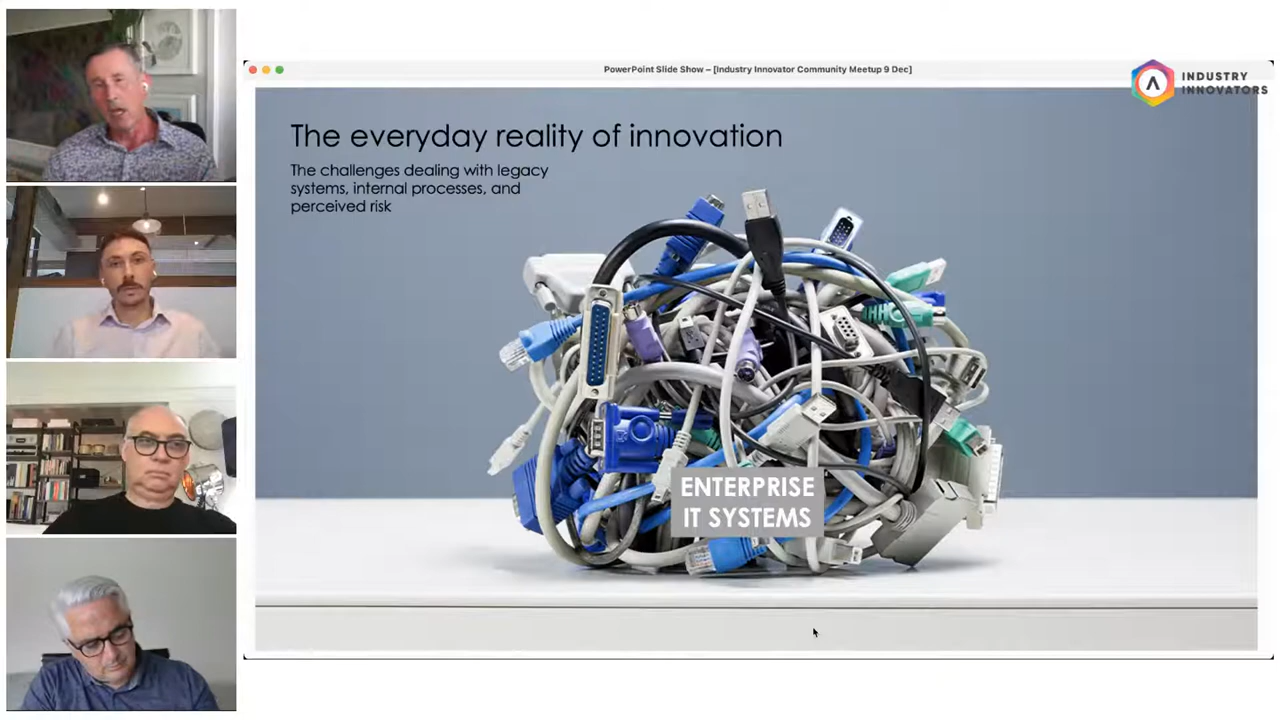 PowerPoint Slide Show – [Industry Innovator Community Meetup 9 Dec]
INDUSTRY
INNOVATORS
The everyday reality of innovation
The challenges dealing with legacy
systems, internal processes, and
perceived risk
ENTERPRISE
IT SYSTEMS